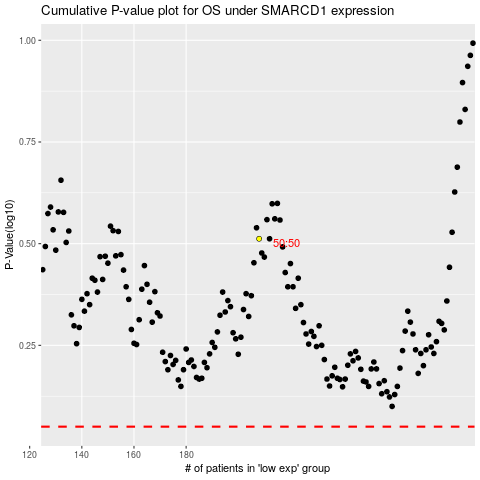 Cumulative P-value plot for OS under SMARCD1 expression
P-Value(log10)
1.00
0.75
0.50
0.25
50:50
120 140 160 180
# of patients in 'low exp' group